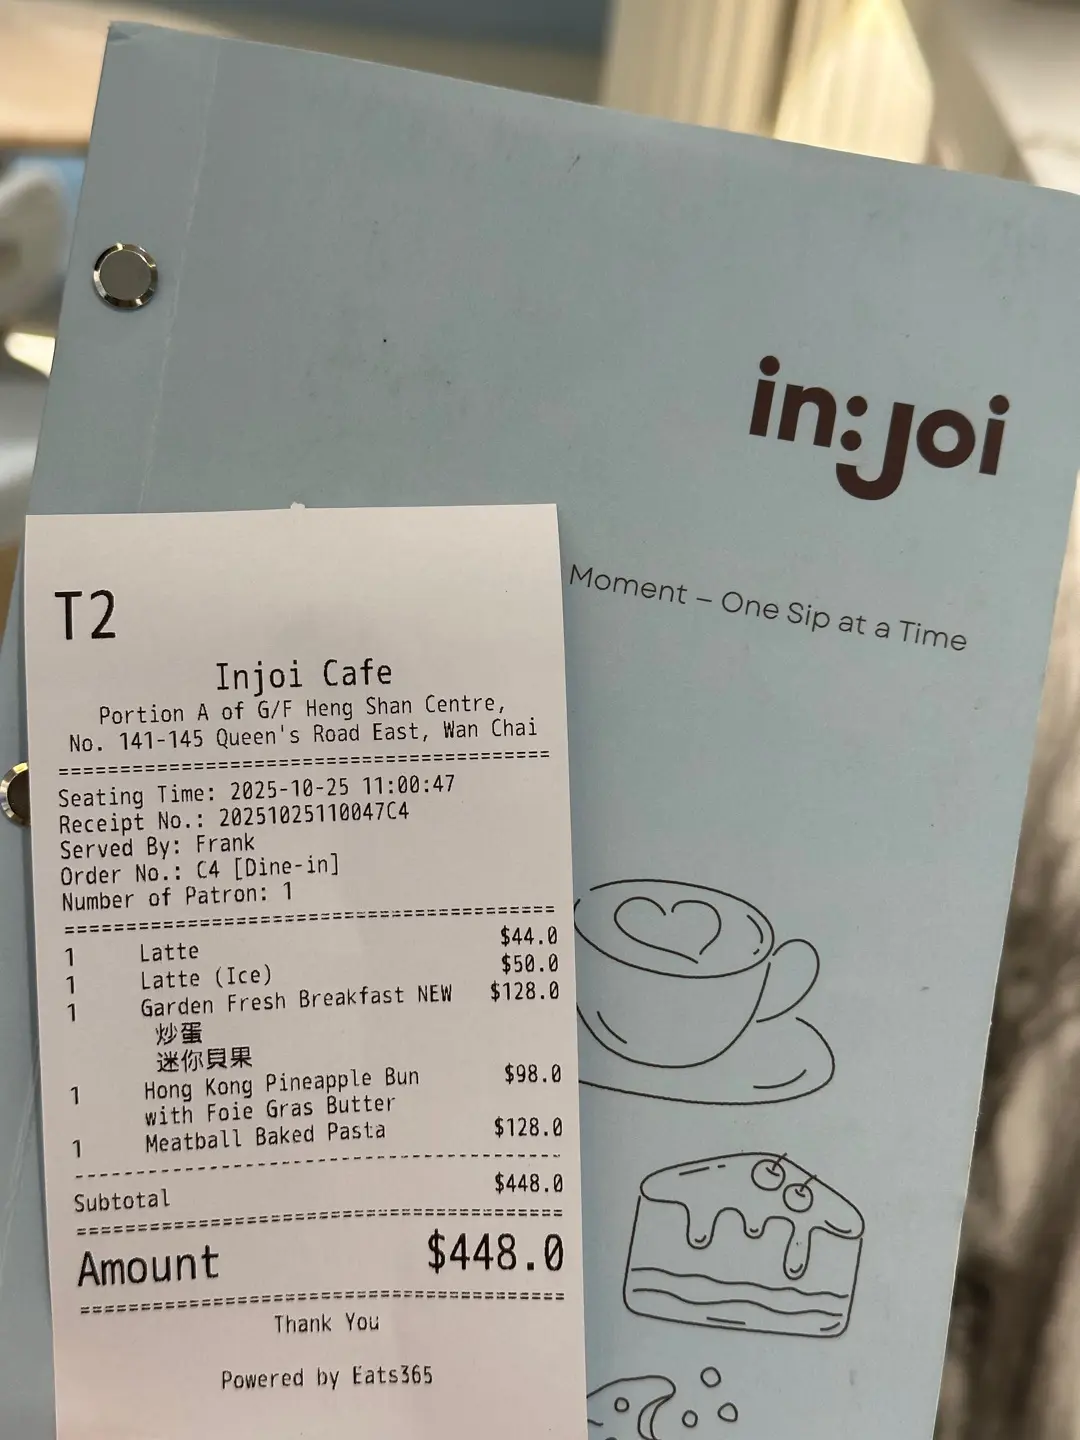 in:joi
Moment – One Sip at a Time
T2
Injoi Cafe
Portion A of G/F Heng Shan Centre,
No. 141-145 Queen's Road East, Wan Chai
Seating Time: 2025-10-25 11:00:47
Receipt No.: 20251025110047C4
Served By: Frank
Order No.: C4 [Dine-in]
Number of Patron: 1
1 Latte $44.0
1 Latte (Ice) $50.0
1 Garden Fresh Breakfast NEW $128.0
炒蛋
迷你貝果
1 Hong Kong Pineapple Bun $98.0
with Foie Gras Butter
1 Meatball Baked Pasta $128.0
Subtotal $448.0
Amount $448.0
Thank You
Powered by Eats365